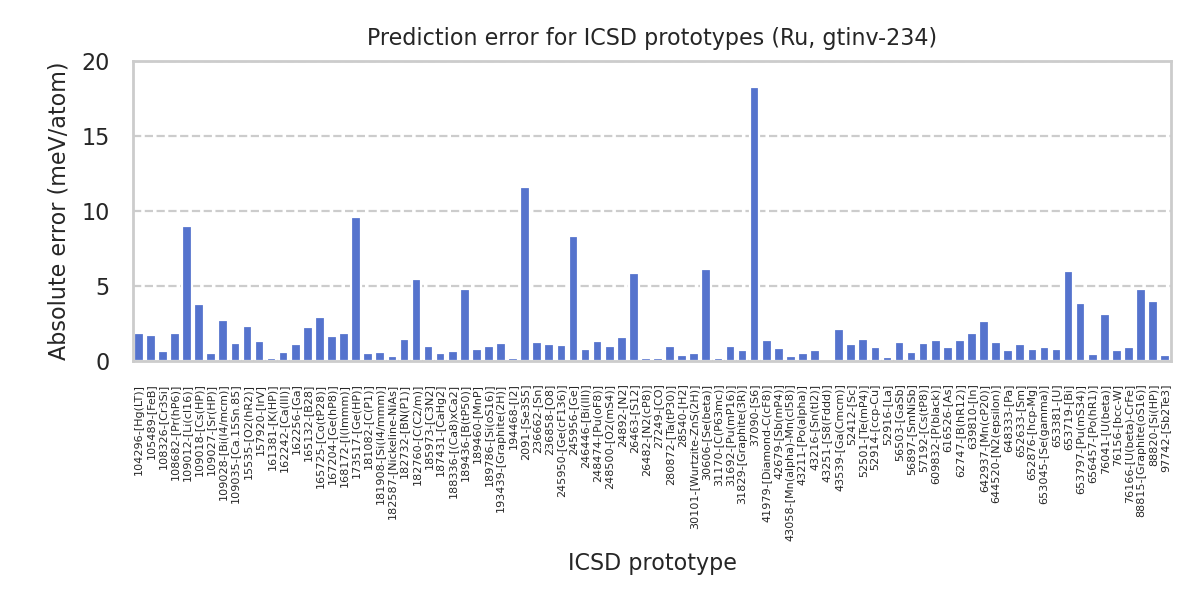 Prediction error for ICSD prototypes (Ru, gtinv-234)
Absolute error (meV/atom)
20
15
10
5
0
104296-[Hg(LT)]
105489-[FeB]
108326-[Cr3Si]
108682-[Pr(hP6)]
109012-[Li(cI16)]
109018-[Cs(HP)]
109027-[Sr(HP)]
109028-[Bi(I4/mcm)]
109035-[Ca.15Sn.85]
15535-[O2(hR2)]
157920-[IrV]
161381-[K(HP)]
162242-[Ca(III)]
162256-[Ga]
16532-[B28]
165725-[Co(tP28)]
167204-[Ge(hP8)]
168172-[I(Immm)]
173517-[Ge(HP)]
181082-[C(P1)]
181908-[Si(I4/mmm)]
182587-[NickelineNiAs]
182732-[BN(P1)]
182760-[C(C2/m)]
185973-[C3N2]
187431-[CaHg2]
188336-[(Ca8)xCa2]
189436-[B(tP50)]
189460-[MnP]
189786-[Si(oS16)]
193439-[Graphite(2H)]
194468-[I2]
2091-[Se3S5]
236662-[Sn]
236858-[O8]
245950-[Ge(cF136)]
245956-[Ge]
246446-[Bi(III)]
248474-[Pu(oF8)]
248500-[O2(mS4)]
24892-[N2]
26463-[S12]
26482-[N2(cP8)]
27249-[CO]
280872-[Ta(tP30)]
28540-[H2]
30101-[Wurtzite-ZnS(2H)]
30606-[Se(beta)]
31170-[C(P63mc)]
31692-[Pu(mP16)]
31829-[Graphite(3R)]
37090-[S6]
41979-[Diamond-C(cF8)]
42679-[Sb(mP4)]
43058-[Mn(alpha)-Mn(cI58)]
43211-[Po(alpha)]
43216-[Sn(tI2)]
43251-[S8(Fddd)]
43539-[Ga(Cmcm)]
52412-[Sc]
52501-[Te(mP4)]
52914-[ccp-Cu]
52916-[La]
56503-[GaSb]
56897-[SmNiSb]
57192-[Cs(tP8)]
609832-[P(black)]
616526-[As]
62747-[B(hR12)]
639810-[In]
642937-[Mn(cP20)]
644520-[N2(epsilon)]
648333-[Pa]
652633-[Sm]
652876-[hcp-Mg]
653045-[Se(gamma)]
653381-[U]
653719-[Bi]
653797-[Pu(mS34)]
656457-[Po(hR1)]
76041-[U(beta)]
76156-[bcc-W]
76166-[U(beta)-CrFe]
88815-[Graphite(oS16)]
88820-[Si(HP)]
97742-[Sb2Te3]
ICSD prototype